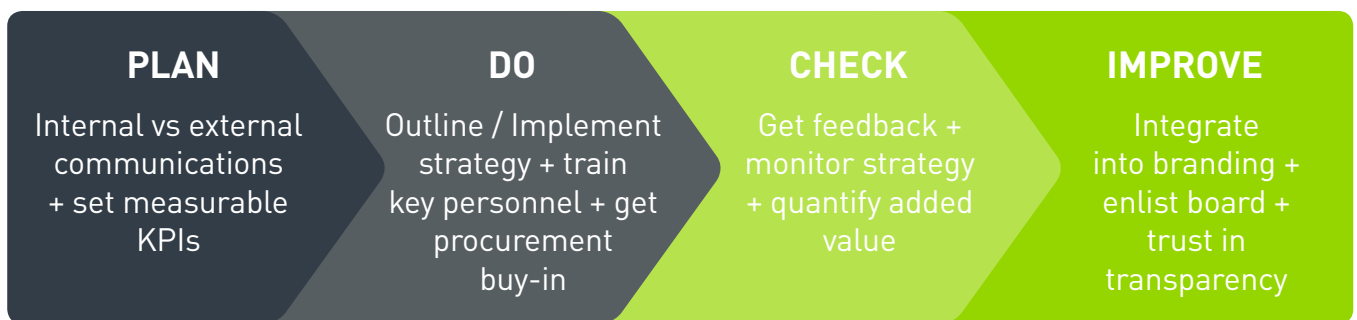 PLAN
Internal vs external
communications
+ set measurable
KPIs
DO
Outline / Implement
strategy + train
key personnel + get
procurement
buy-in
CHECK
Get feedback +
monitor strategy
+ quantify added
value
IMPROVE
Integrate
into branding +
enlist board +
trust in
transparency